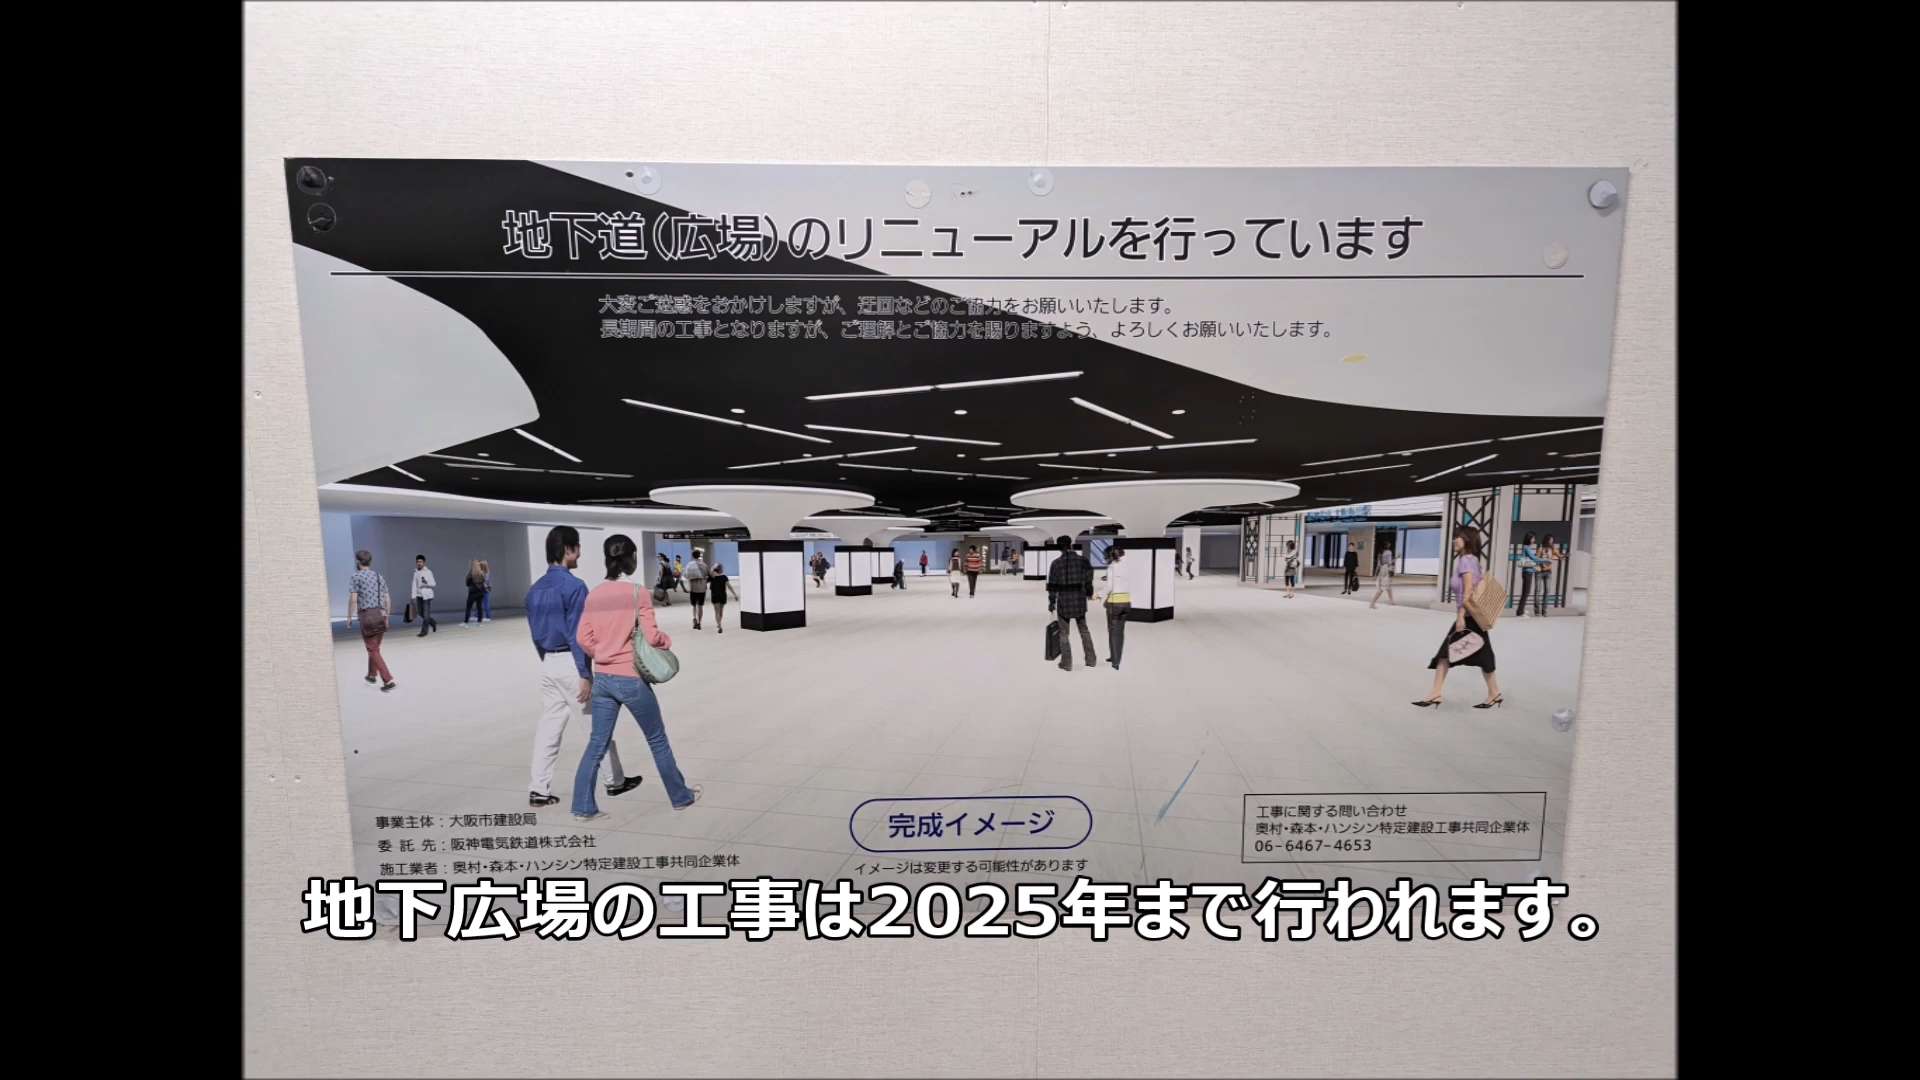 地下道(広場)のリニューアルを行っています
大変ご迷惑をおかけしますが、迂回などのご協力をお願いいたします。
長期間の工事となりますが、ご理解とご協力を賜りますよう、よろしくお願いいたします。
事業主体:大阪市建設局
委託先:阪神電気鉄道株式会社
施工業者:奥村・森本・ハンシン特定建設工事共同企業体
完成イメージ
イメージは変更する可能性があります
工事に関する問い合わせ
奥村・森本・ハンシン特定建設工事共同企業体
06-6467-4653
地下広場の工事は2025年まで行われます。